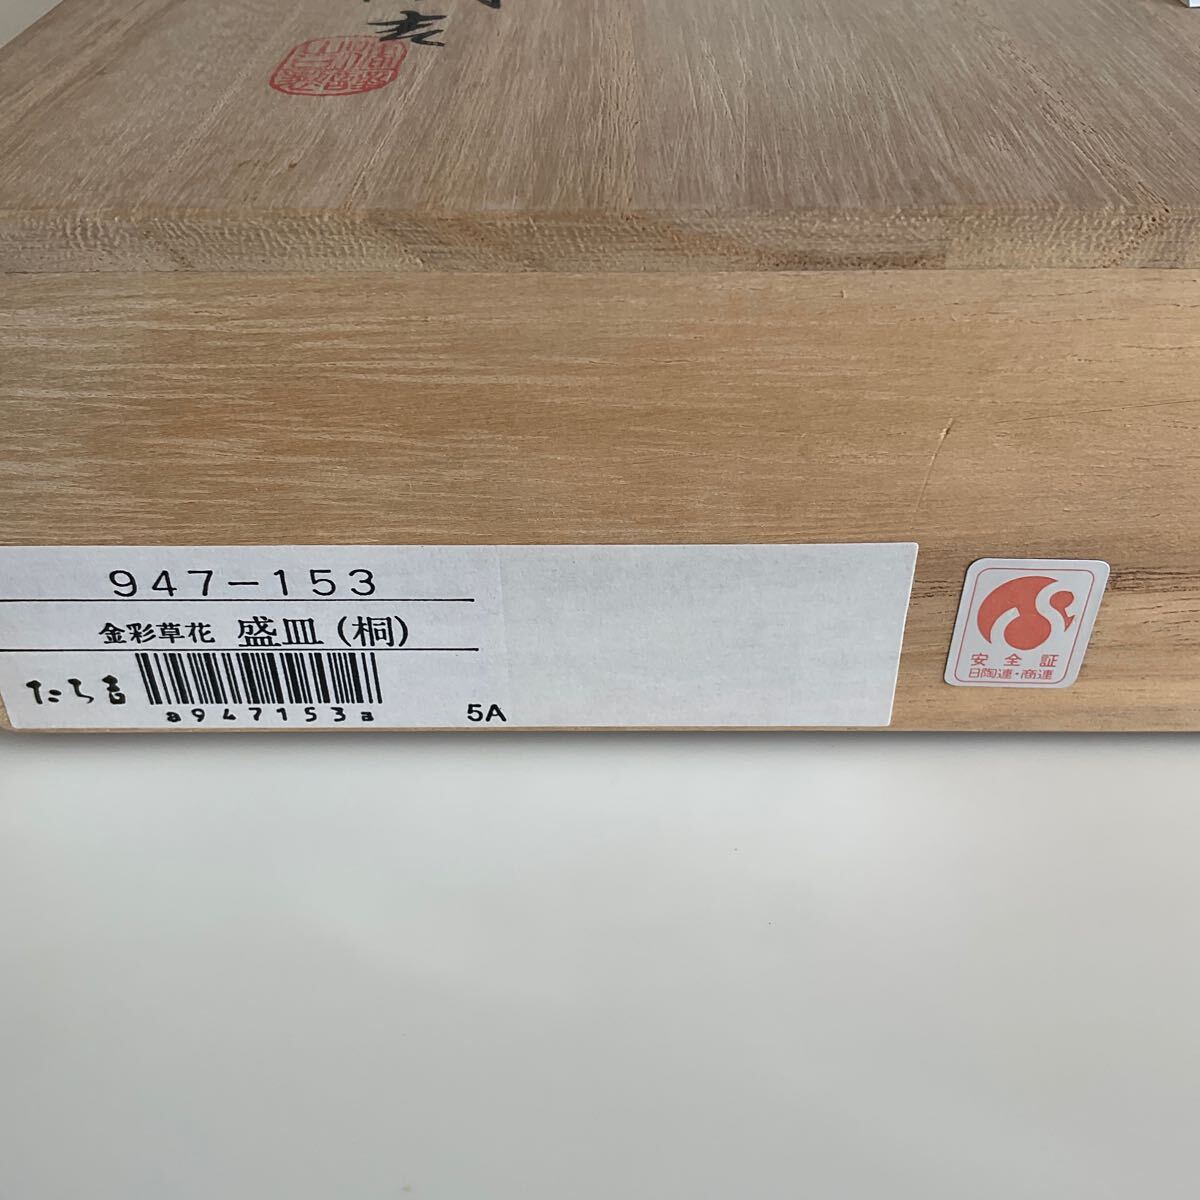 947-153
金彩草花 盛皿(桐)
たち吉
a947153a
5A
安全証
日陶連・商連